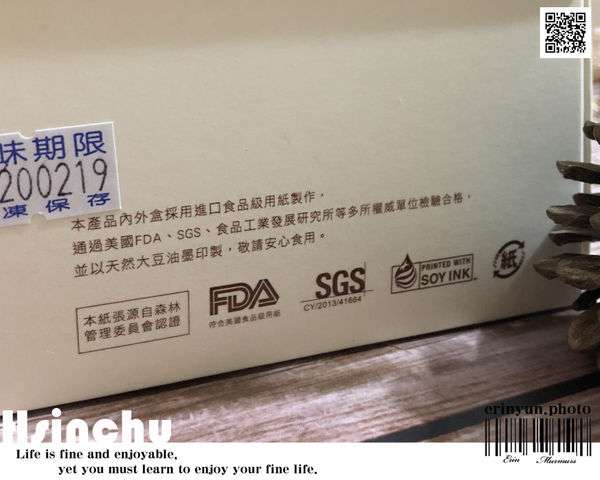 味期限
200219
凍保存
本產品內外盒採用進口食品級用紙製作，
通過美國FDA、SGS、食品工業發展研究所等多所權威單位檢驗合格，
並以天然大豆油墨印製，敬請安心食用。
本紙張源自森林
管理委員會認證
FDA
符合美國食品級用紙
SGS
CY/2013/41664
PRINTED WITH
SOY INK
紙
Hsinchu
erinyun.photo
Life is fine and enjoyable,
yet you must learn to enjoy your fine life.
Erin Murmurs